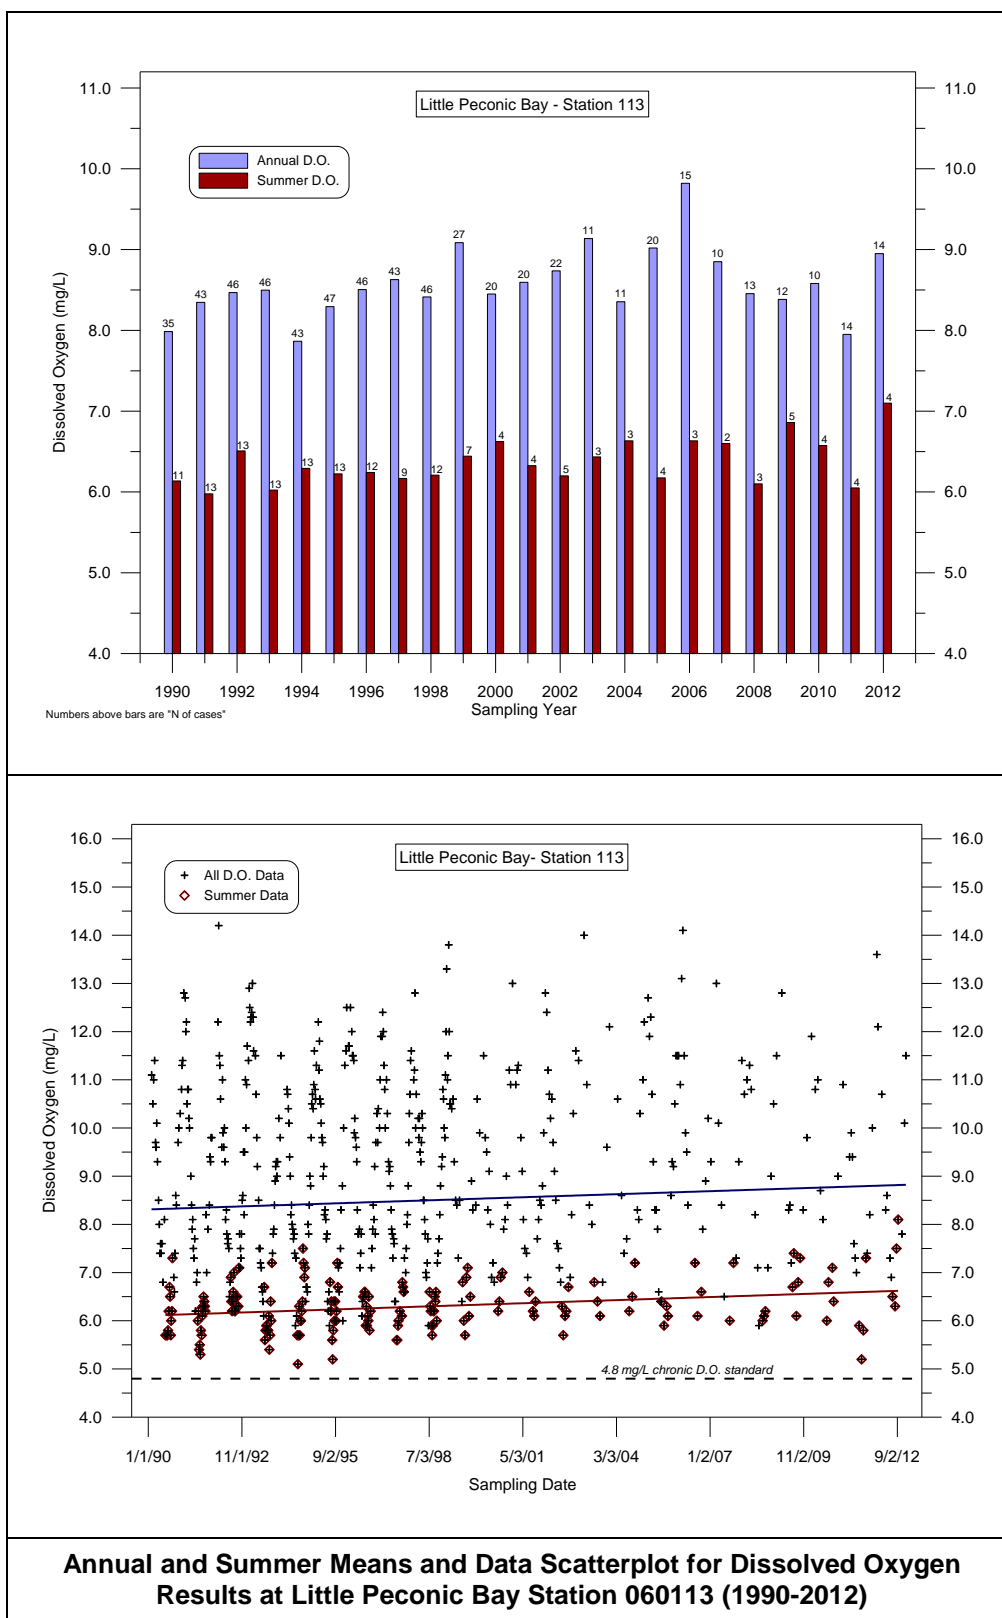 Little Peconic Bay - Station 113
Annual D.O.
Summer D.O.
Dissolved Oxygen (mg/L)
11.0 11.0
10.0 10.0
9.0 9.0
8.0 8.0
7.0 7.0
6.0 6.0
5.0 5.0
4.0 4.0
35 43 46 46 43 47 46 43 46 27 20 20 22 11 11 20 15 10 13 12 10 14 14
11 13 13 13 13 13 12 9 12 7 4 4 5 3 3 4 3 2 3 5 4 4 4
1990 1992 1994 1996 1998 2000 2002 2004 2006 2008 2010 2012
Sampling Year
Numbers above bars are "N of cases"
Little Peconic Bay- Station 113
All D.O. Data
Summer Data
Dissolved Oxygen (mg/L)
16.0 16.0
15.0 15.0
14.0 14.0
13.0 13.0
12.0 12.0
11.0 11.0
10.0 10.0
9.0 9.0
8.0 8.0
7.0 7.0
6.0 6.0
5.0 5.0
4.8 mg/L chronic D.O. standard
4.0 4.0
1/1/90 11/1/92 9/2/95 7/3/98 5/3/01 3/3/04 1/2/07 11/2/09 9/2/12
Sampling Date
Annual and Summer Means and Data Scatterplot for Dissolved Oxygen
Results at Little Peconic Bay Station 060113 (1990-2012)